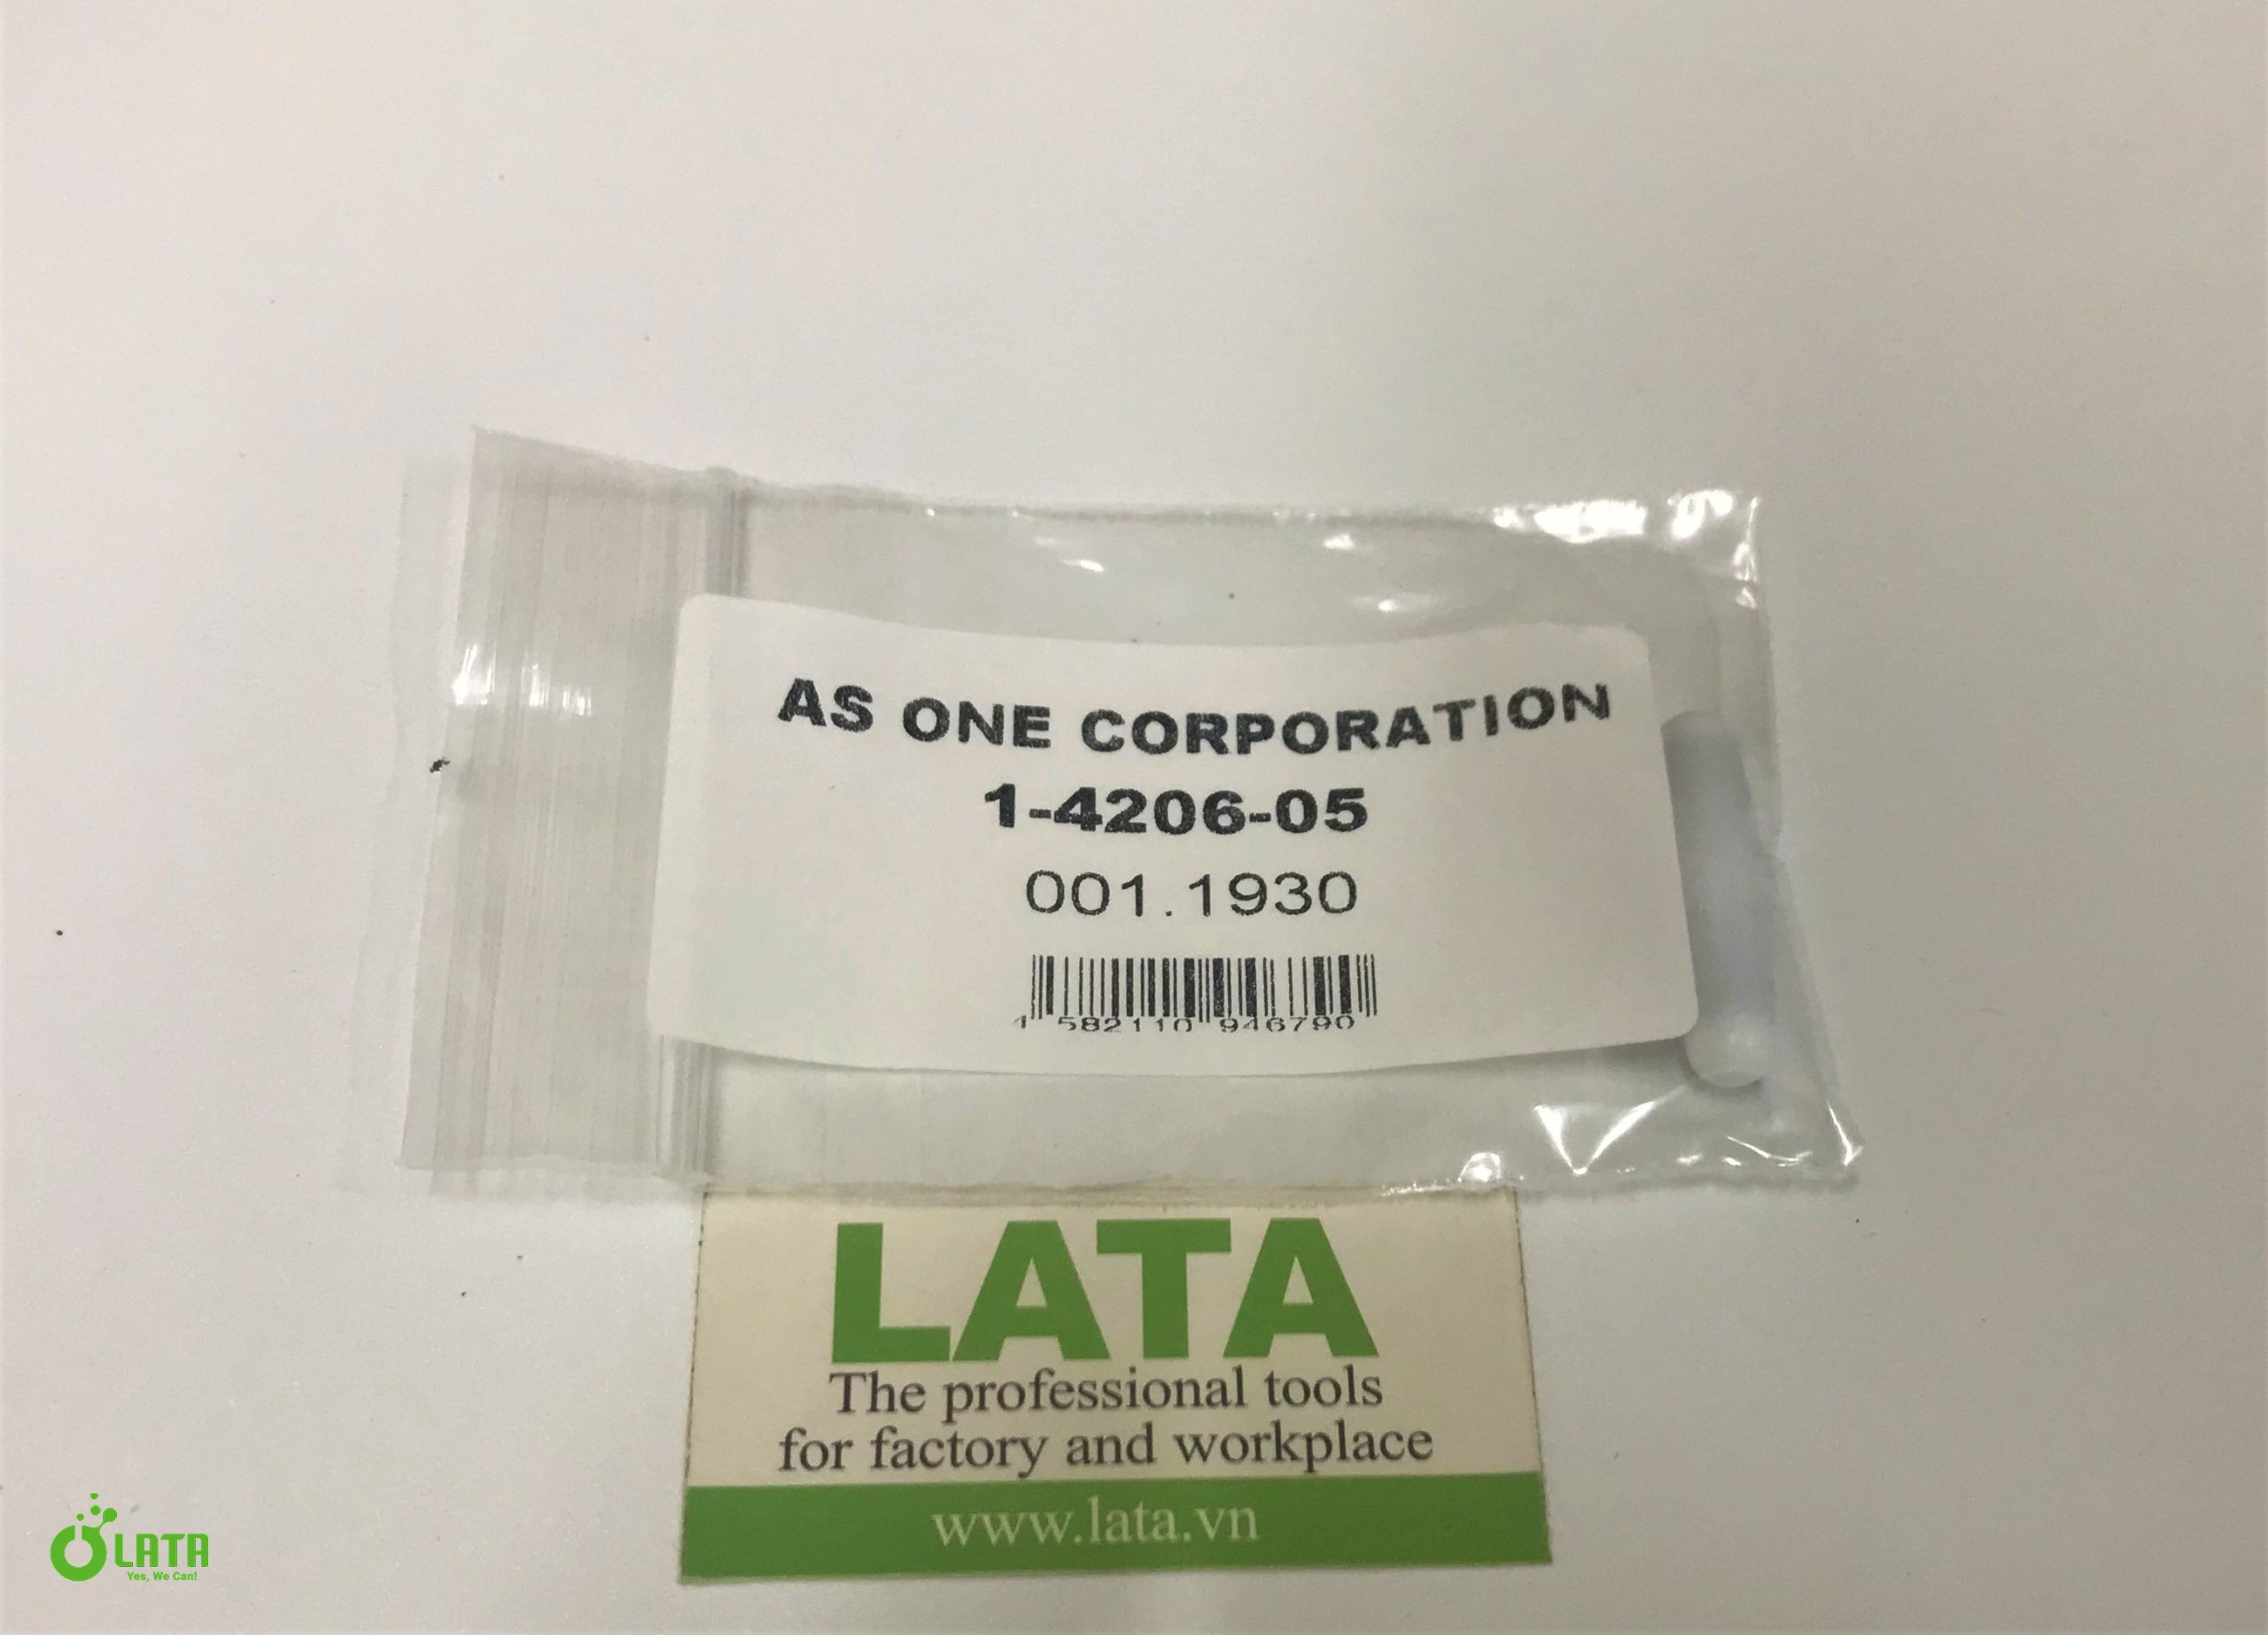 AS ONE CORPORATION
1-4206-05
001.1930
4 582110 946790
LATA
The professional tools
for factory and workplace
www.lata.vn
LATA
Yes, We Can!